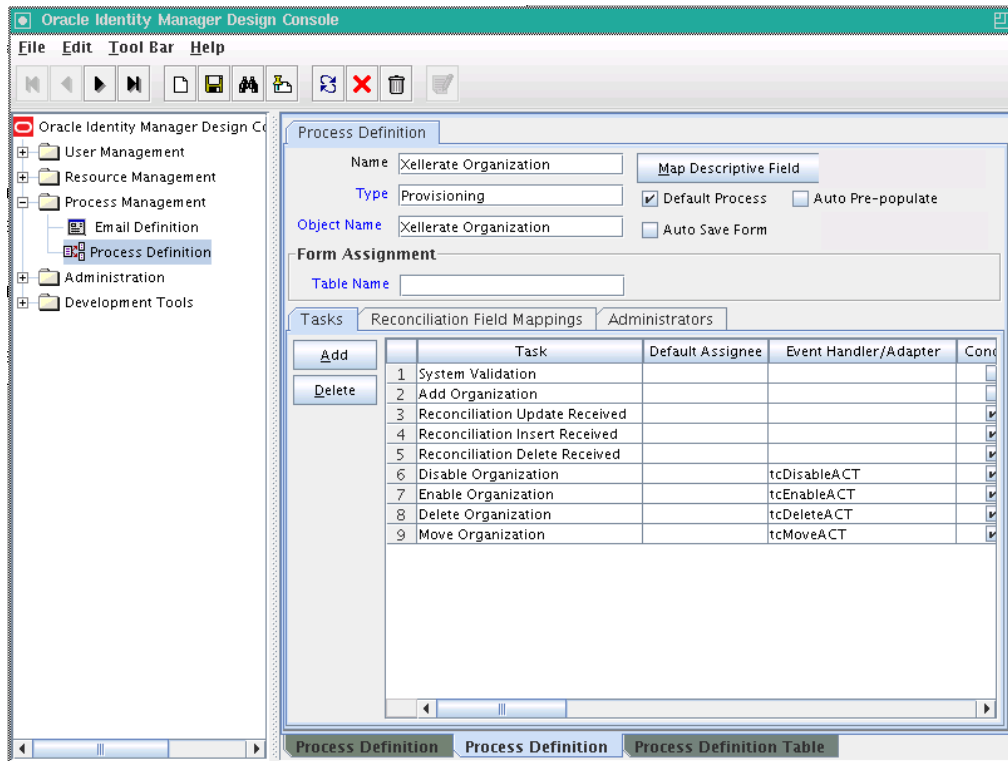 Oracle Identity Manager Design Console
File Edit Tool Bar Help
Oracle Identity Manager Design Co
User Management
Resource Management
Process Management
Email Definition
Process Definition
Administration
Development Tools
Process Definition
Name Xellerate Organization Map Descriptive Field
Type Provisioning Default Process Auto Pre-populate
Object Name Xellerate Organization Auto Save Form
Form Assignment
Table Name
Tasks Reconciliation Field Mappings Administrators
Add
Delete
Task Default Assignee Event Handler/Adapter Cond
1 System Validation
2 Add Organization
3 Reconciliation Update Received
4 Reconciliation Insert Received
5 Reconciliation Delete Received
6 Disable Organization tcDisableACT
7 Enable Organization tcEnableACT
8 Delete Organization tcDeleteACT
9 Move Organization tcMoveACT
Process Definition Process Definition Process Definition Table